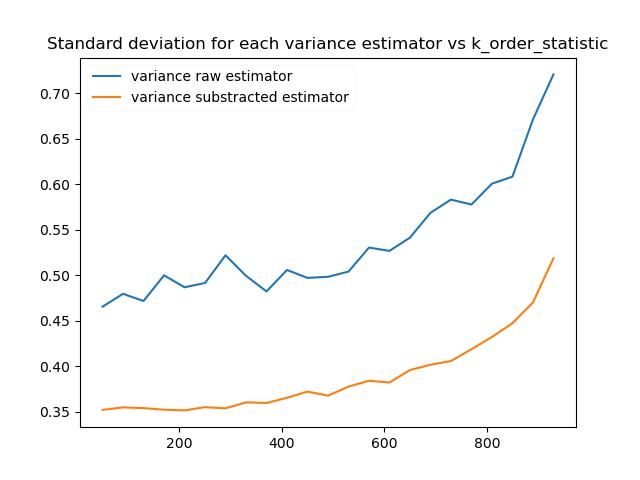 Standard deviation for each variance estimator vs k_order_statistic
variance raw estimator
variance substracted estimator
0.70
0.65
0.60
0.55
0.50
0.45
0.40
0.35
200 400 600 800